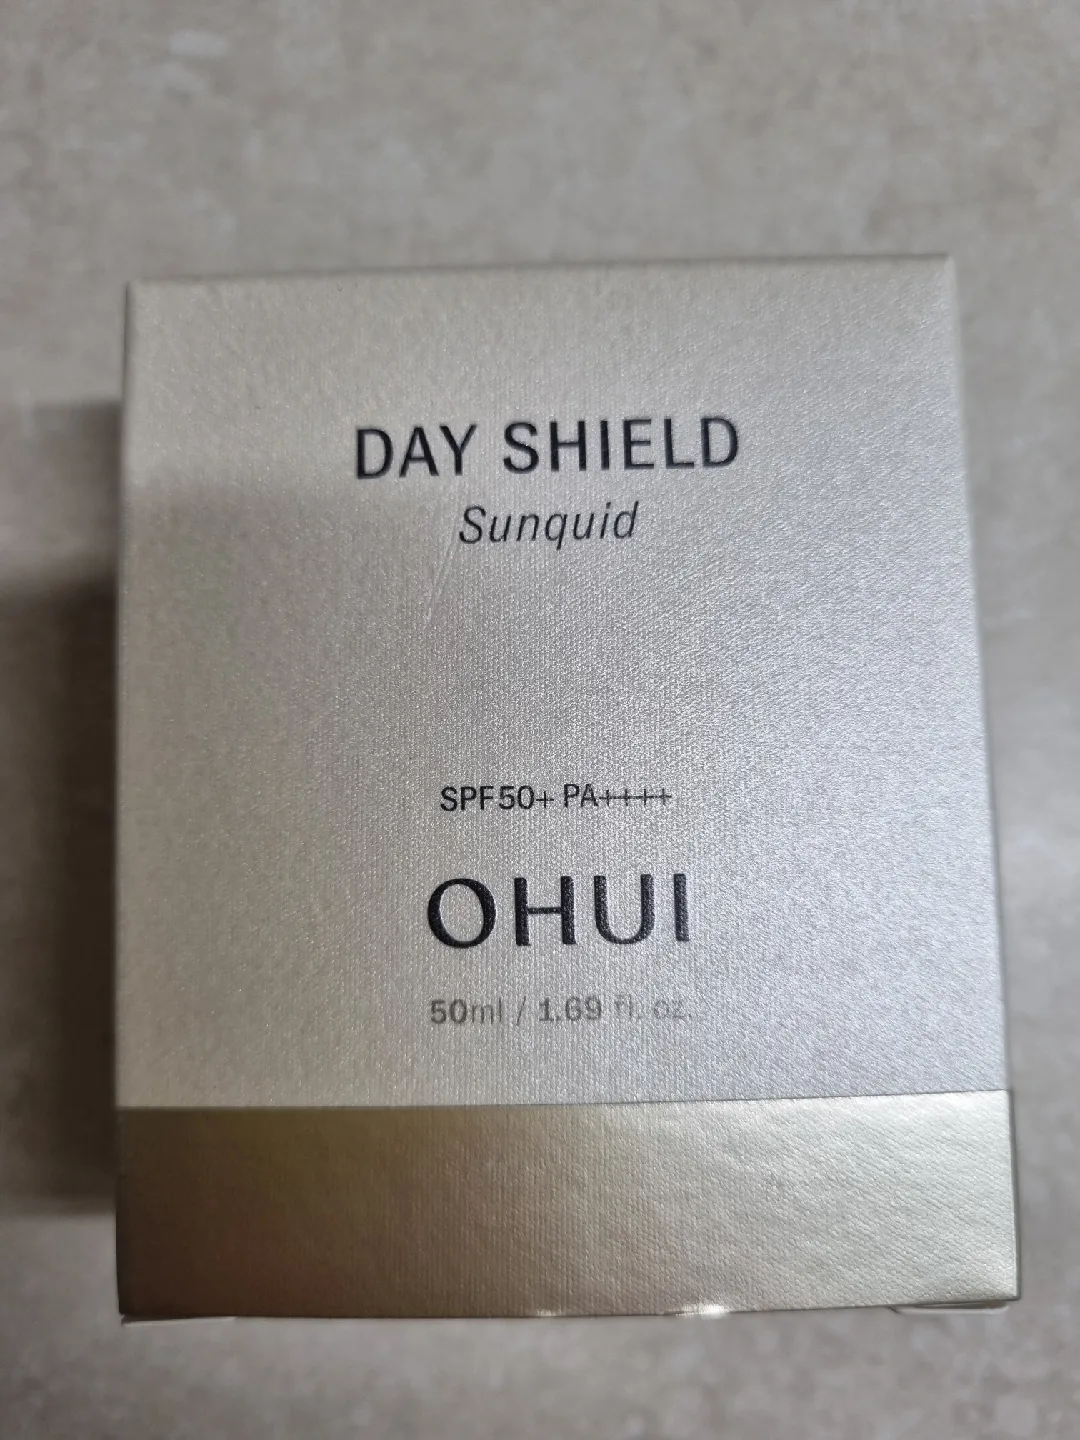 DAY SHIELD
Sunquid
SPF50+ PA++++
OHUI
50ml / 1.69 fl. oz.